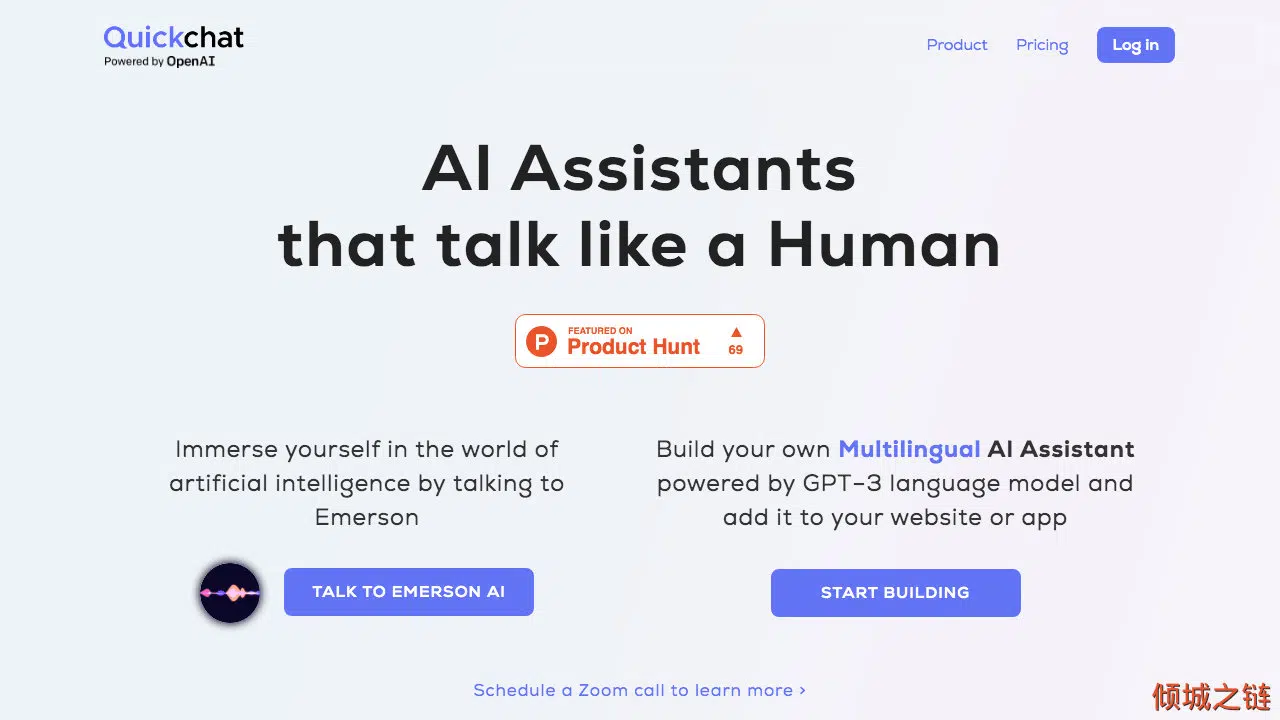 Quickchat
Powered by OpenAI
Product
Pricing
Log in
AI Assistants
that talk like a Human
P
FEATURED ON
Product Hunt
▲
69
Immerse yourself in the world of
artificial intelligence by talking to
Emerson
TALK TO EMERSON AI
Build your own Multilingual AI Assistant
powered by GPT-3 language model and
add it to your website or app
START BUILDING
Schedule a Zoom call to learn more ›
倾城之链